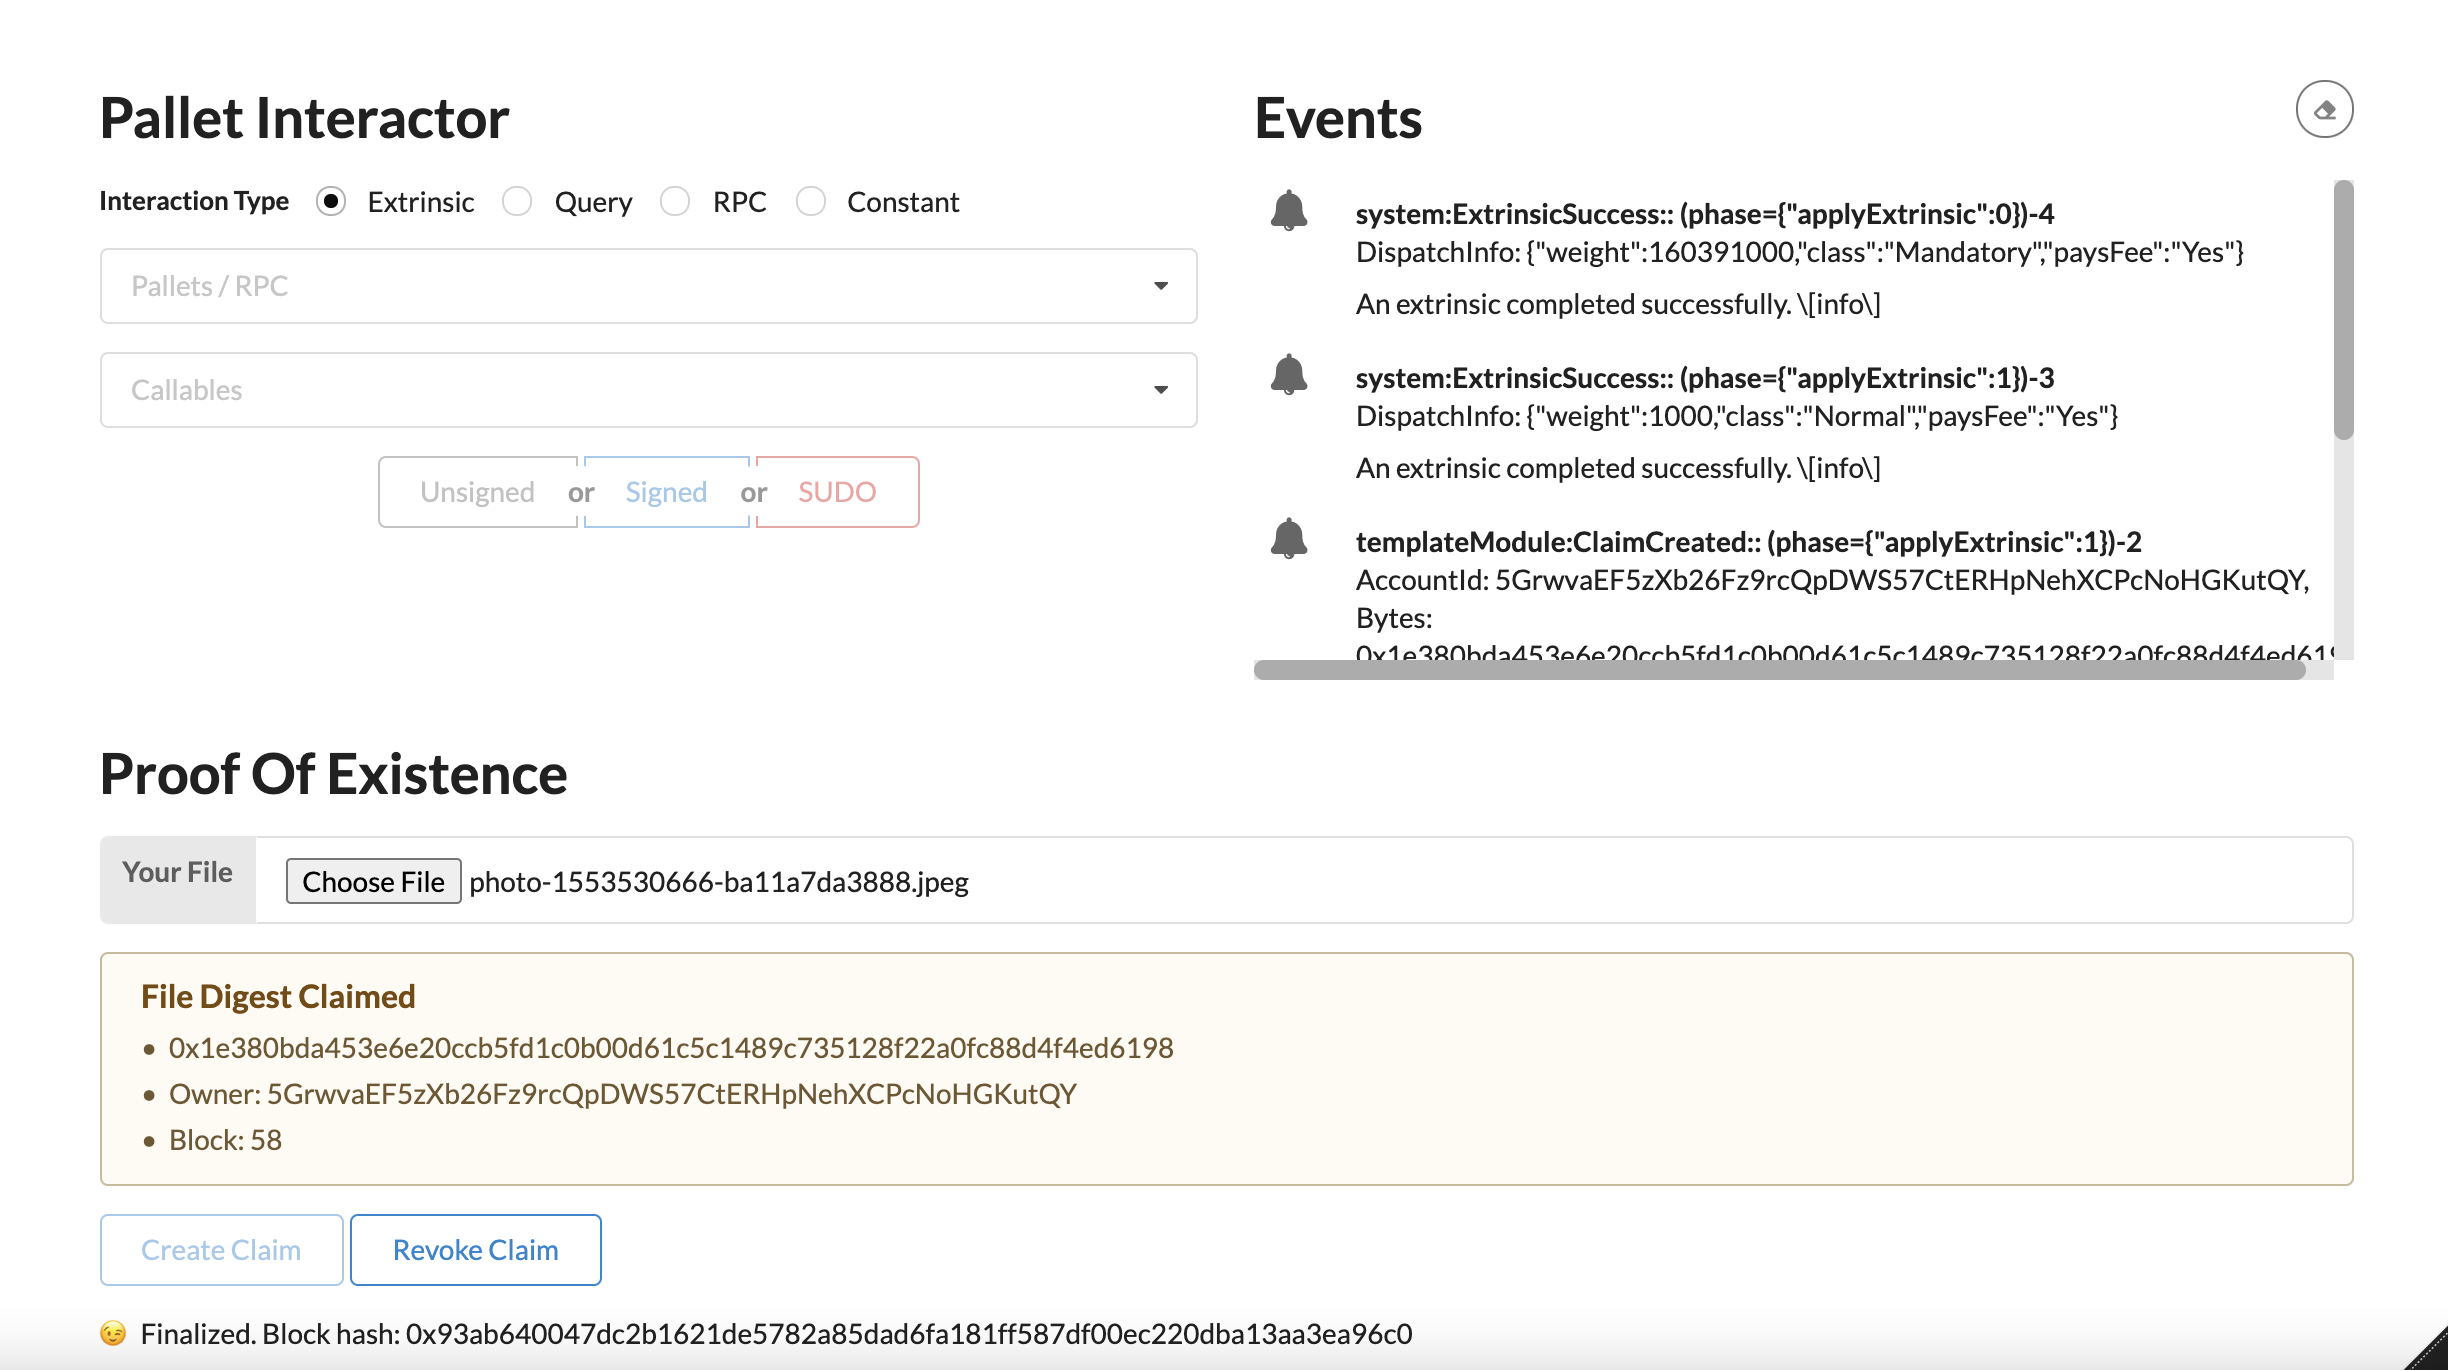 Pallet Interactor
Interaction Type Extrinsic Query RPC Constant
Pallets / RPC
Callables
Unsigned or Signed or SUDO
Events
system:ExtrinsicSuccess:: (phase={"applyExtrinsic":0})-4
DispatchInfo: {"weight":160391000,"class":"Mandatory","paysFee":"Yes"}
An extrinsic completed successfully. \[info\]
system:ExtrinsicSuccess:: (phase={"applyExtrinsic":1})-3
DispatchInfo: {"weight":1000,"class":"Normal","paysFee":"Yes"}
An extrinsic completed successfully. \[info\]
templateModule:ClaimCreated:: (phase={"applyExtrinsic":1})-2
AccountId: 5GrwvaEF5zXb26Fz9rcQpDWS57CtERHpNehXCPcNoHGKutQY,
Bytes:
0x1e380bda453e6e20ccb5fd1c0b00d61c5c1489c735128f22a0fc88d4f4ed619
Proof Of Existence
Your File Choose File photo-1553530666-ba11a7da3888.jpeg
File Digest Claimed
• 0x1e380bda453e6e20ccb5fd1c0b00d61c5c1489c735128f22a0fc88d4f4ed6198
• Owner: 5GrwvaEF5zXb26Fz9rcQpDWS57CtERHpNehXCPcNoHGKutQY
• Block: 58
Create Claim Revoke Claim
😉 Finalized. Block hash: 0x93ab640047dc2b1621de5782a85dad6fa181ff587df00ec220dba13aa3ea96c0